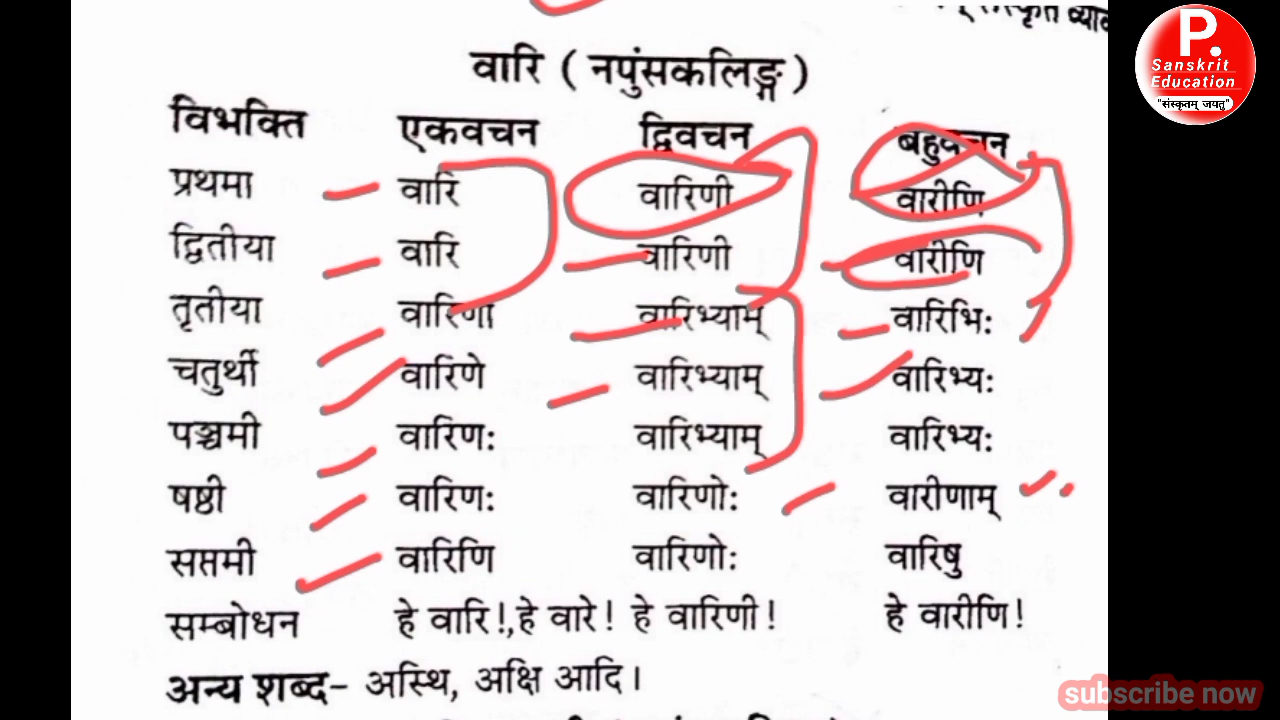 वारि ( नपुंसकलिङ्ग )
विभक्ति एकवचन द्विवचन बहुवचन
प्रथमा वारि वारिणी वारीणि
द्वितीया वारि वारिणी वारीणि
तृतीया वारिणा वारिभ्याम् वारिभिः
चतुर्थी वारिणे वारिभ्याम् वारिभ्यः
पञ्चमी वारिणः वारिभ्याम् वारिभ्यः
षष्ठी वारिणः वारिणोः वारीणाम्
सप्तमी वारिणि वारिणोः वारिषु
सम्बोधन हे वारि!, हे वारे! हे वारिणी! हे वारीणि!
अन्य शब्द– अस्थि, अक्षि आदि।
P.
Sanskrit
Education
"संस्कृतम् जयतु"
subscribe now